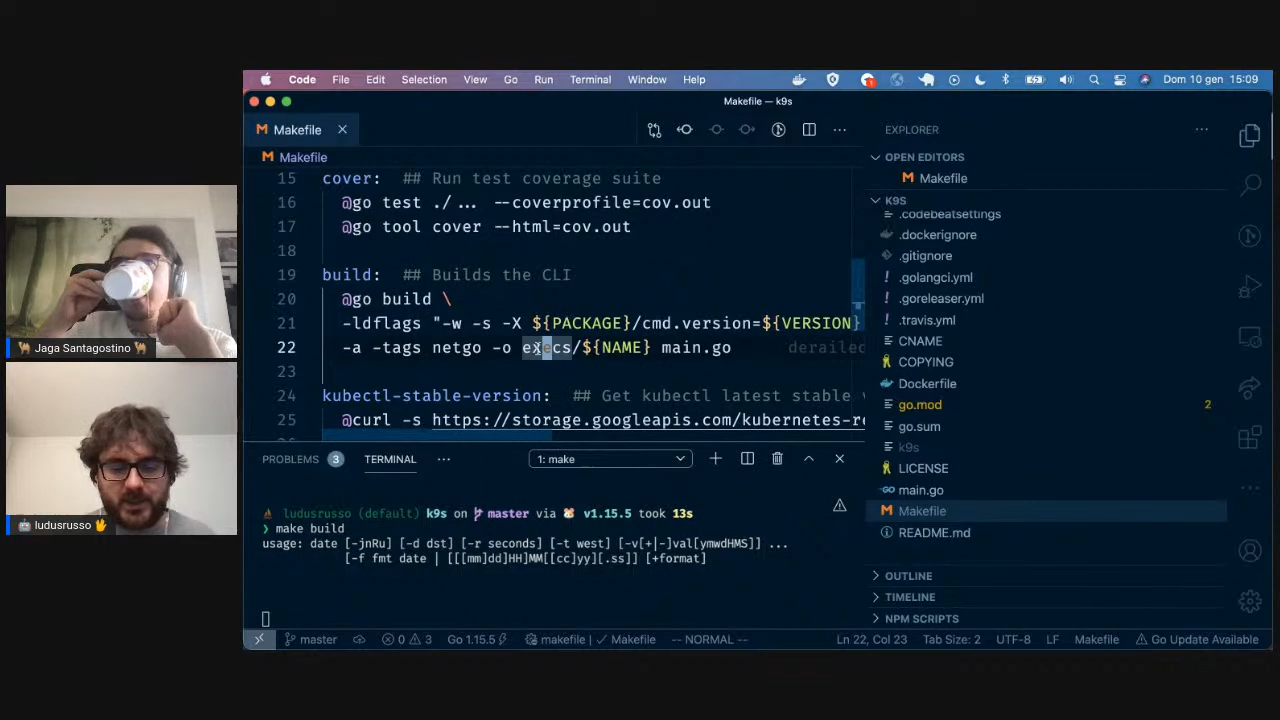 Code File Edit Selection View Go Run Terminal Window Help Dom 10 gen 15:09
Makefile — k9s
Makefile
Makefile
15 cover: ## Run test coverage suite
16 @go test ./... --coverprofile=cov.out
17 @go tool cover --html=cov.out
18
19 build: ## Builds the CLI
20 @go build \
21 -ldflags "-w -s -X ${PACKAGE}/cmd.version=${VERSION}
22 -a -tags netgo -o execs/${NAME} main.go derailed
23
24 kubectl-stable-version: ## Get kubectl latest stable
25 @curl -s https://storage.googleapis.com/kubernetes-re
PROBLEMS 3 TERMINAL ··· 1: make
ludusrusso (default) k9s on master via v1.15.5 took 13s
❯ make build
usage: date [-jnRu] [-d dst] [-r seconds] [-t west] [-v[+|-]val[ymwdHMS]] ...
[-f fmt date | [[[mm]dd]HH]MM[[cc]yy][.ss]] [+format]
EXPLORER
OPEN EDITORS
Makefile
K9S
.codebeatsettings
.dockerignore
.gitignore
.golangci.yml
.goreleaser.yml
.travis.yml
CNAME
COPYING
Dockerfile
go.mod 2
go.sum
k9s
LICENSE
main.go
Makefile
README.md
OUTLINE
TIMELINE
NPM SCRIPTS
master 0 3 Go 1.15.5 makefile | ✓ Makefile -- NORMAL -- Ln 22, Col 23 Tab Size: 2 UTF-8 LF Makefile Go Update Available
🐫 Jaga Santagostino 🐫
🤖 ludusrusso 🖖